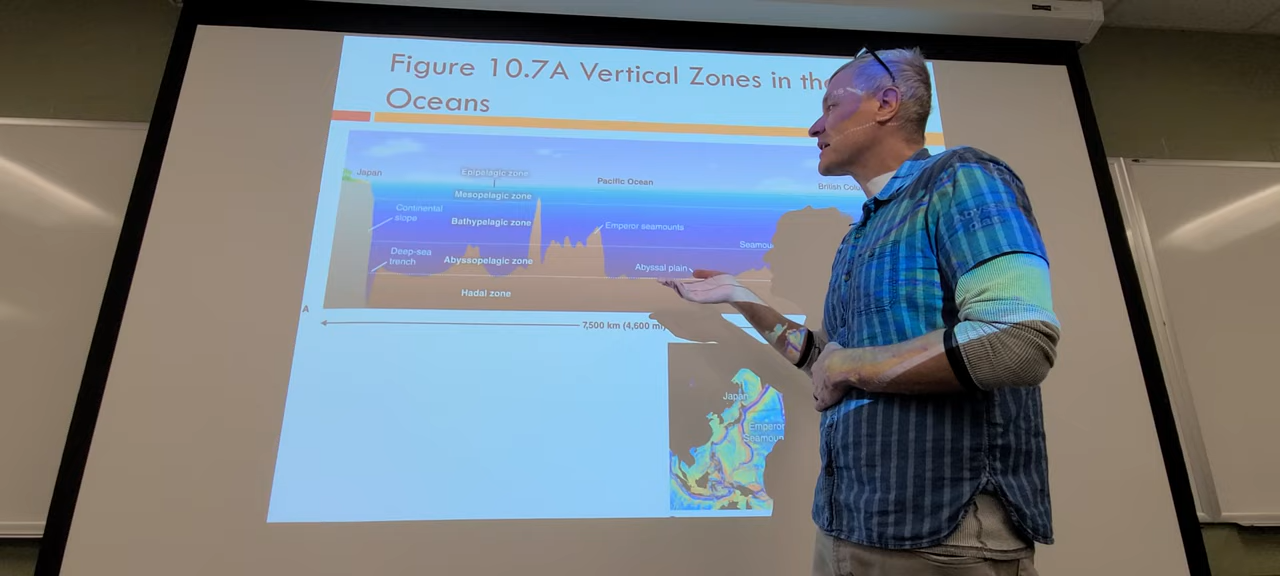 Figure 10.7A Vertical Zones in the
Oceans
Japan
Epipelagic zone
Pacific Ocean
British Colu
Mesopelagic zone
Continental
slope
Bathypelagic zone
Emperor seamounts
Seamou
Deep-sea
trench
Abyssopelagic zone
Abyssal plain
Hadal zone
A
7,500 km (4,600 mi)
Japan
Emperor
Seamoun